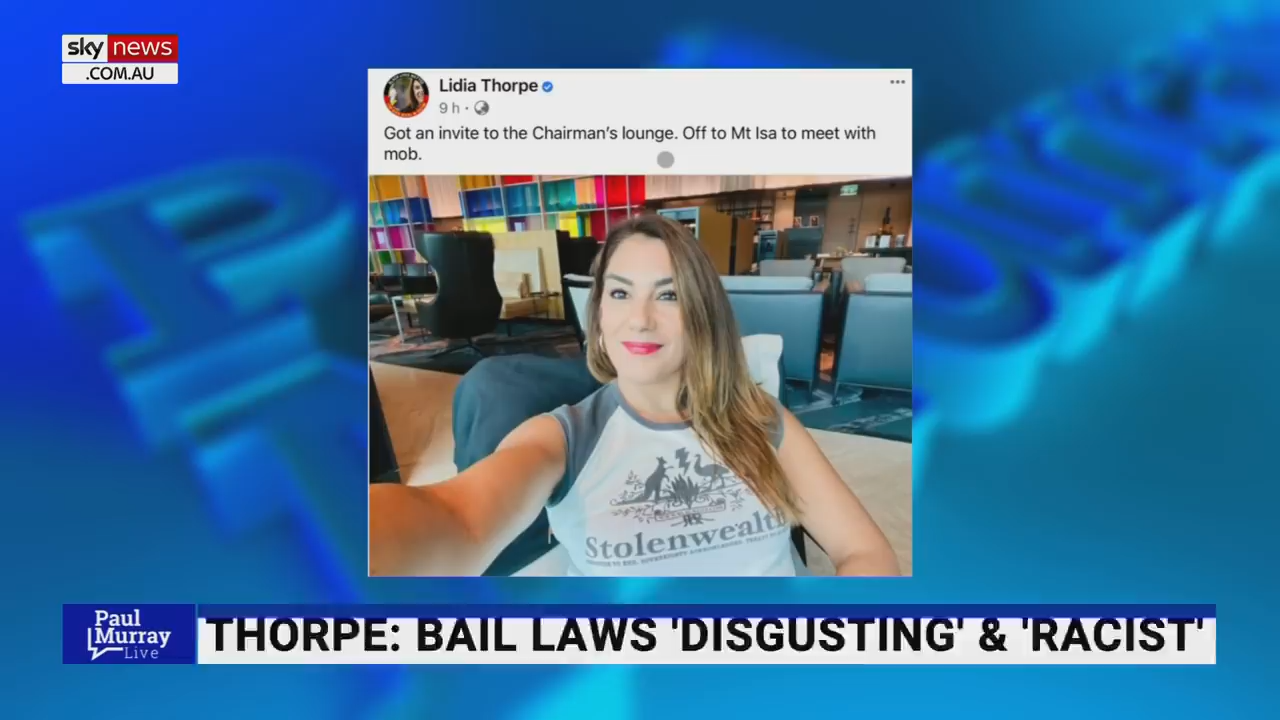 sky news
.COM.AU
Lidia Thorpe
9 h ·
Got an invite to the Chairman's lounge. Off to Mt Isa to meet with
mob.
Stolenwealth
Paul
Murray
Live
THORPE: BAIL LAWS 'DISGUSTING' & 'RACIST'